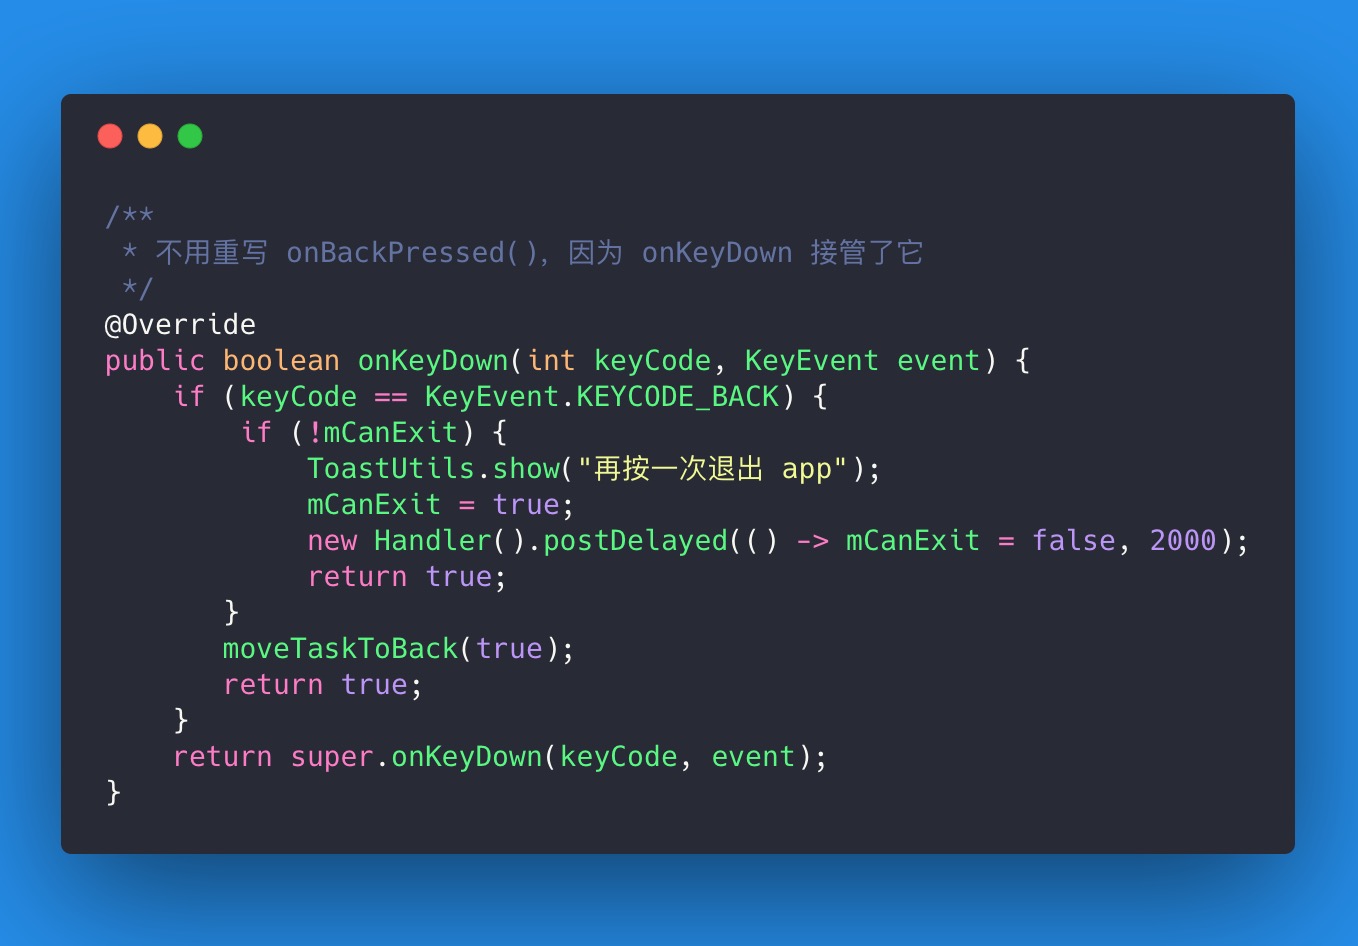 /**
 * 不用重写 onBackPressed()，因为 onKeyDown 接管了它
 */
@Override
public boolean onKeyDown(int keyCode, KeyEvent event) {
    if (keyCode == KeyEvent.KEYCODE_BACK) {
        if (!mCanExit) {
            ToastUtils.show("再按一次退出 app");
            mCanExit = true;
            new Handler().postDelayed(() -> mCanExit = false, 2000);
            return true;
       }
       moveTaskToBack(true);
       return true;
    }
    return super.onKeyDown(keyCode, event);
}